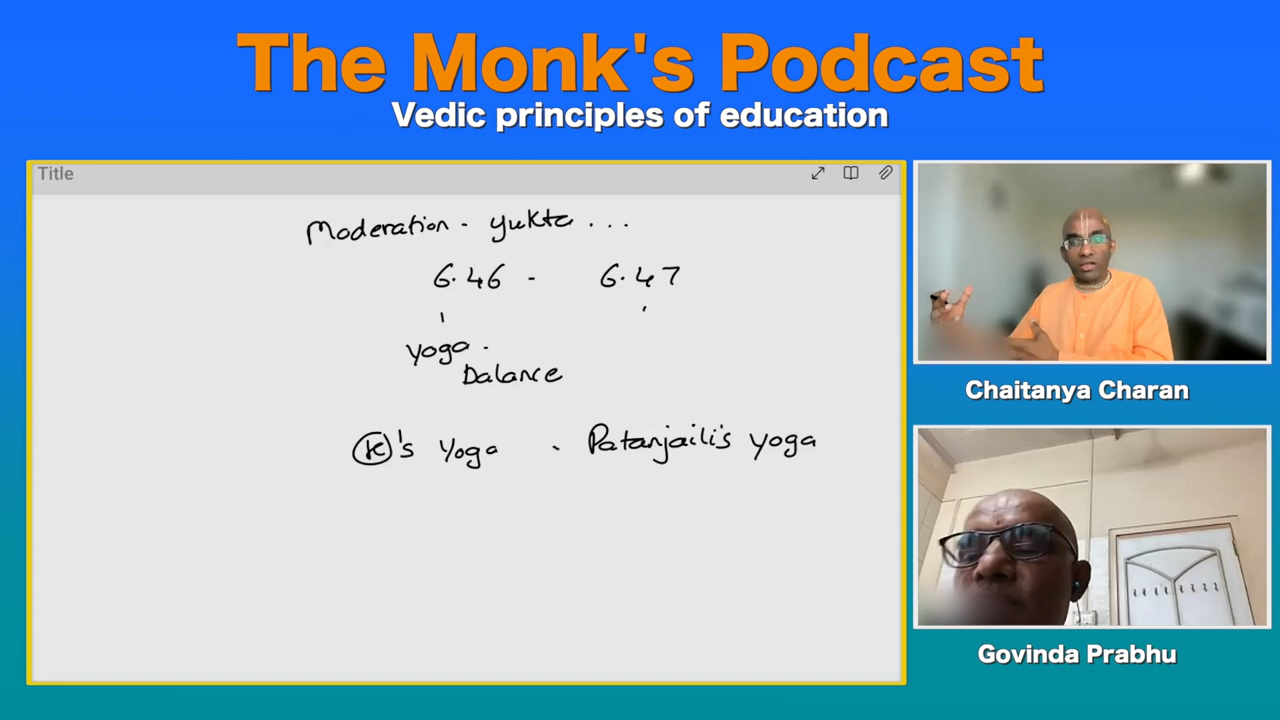 The Monk's Podcast
Vedic principles of education
Title
Moderation - yukta ...
6.46 - 6.47
yoga -
Balance
K's Yoga - Patanjaili's yoga
Chaitanya Charan
Govinda Prabhu